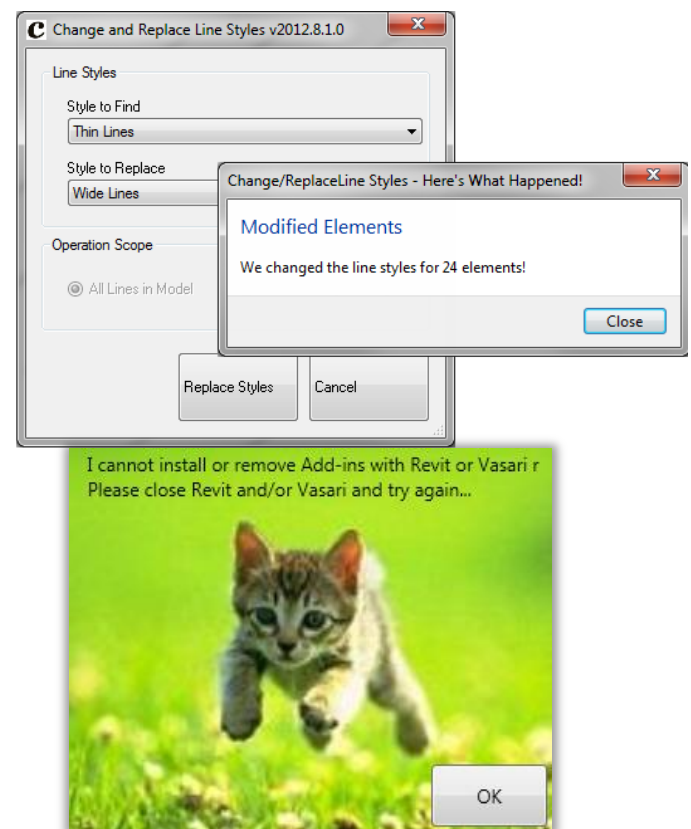 C Change and Replace Line Styles v2012.8.1.0
Line Styles
Style to Find
Thin Lines
Style to Replace
Wide Lines
Change/ReplaceLine Styles - Here's What Happened!
Modified Elements
We changed the line styles for 24 elements!
Close
Operation Scope
All Lines in Model
Replace Styles
Cancel
I cannot install or remove Add-ins with Revit or Vasari r
Please close Revit and/or Vasari and try again...
OK